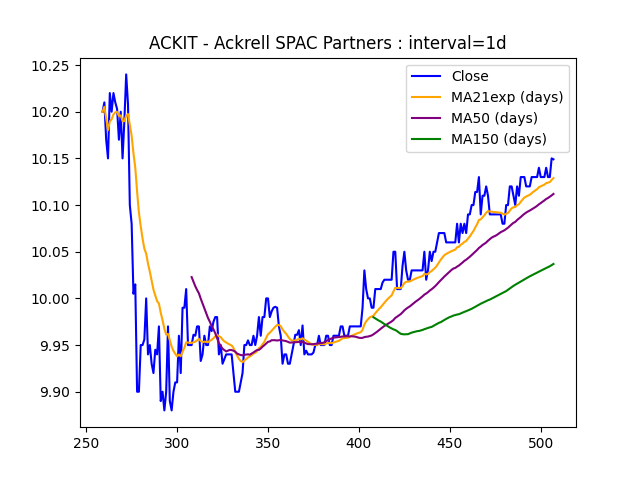 ACKIT - Ackrell SPAC Partners : interval=1d
10.25
10.20
10.15
10.10
10.05
10.00
9.95
9.90
Close
MA21exp (days)
MA50 (days)
MA150 (days)
250
300
350
400
450
500